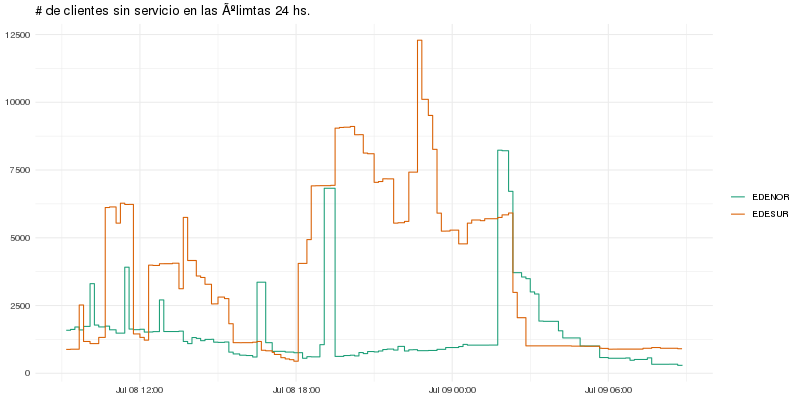 # de clientes sin servicio en las Ãºlimtas 24 hs.
12500
10000
7500
5000
2500
0
Jul 08 12:00
Jul 08 18:00
Jul 09 00:00
Jul 09 06:00
EDENOR
EDESUR